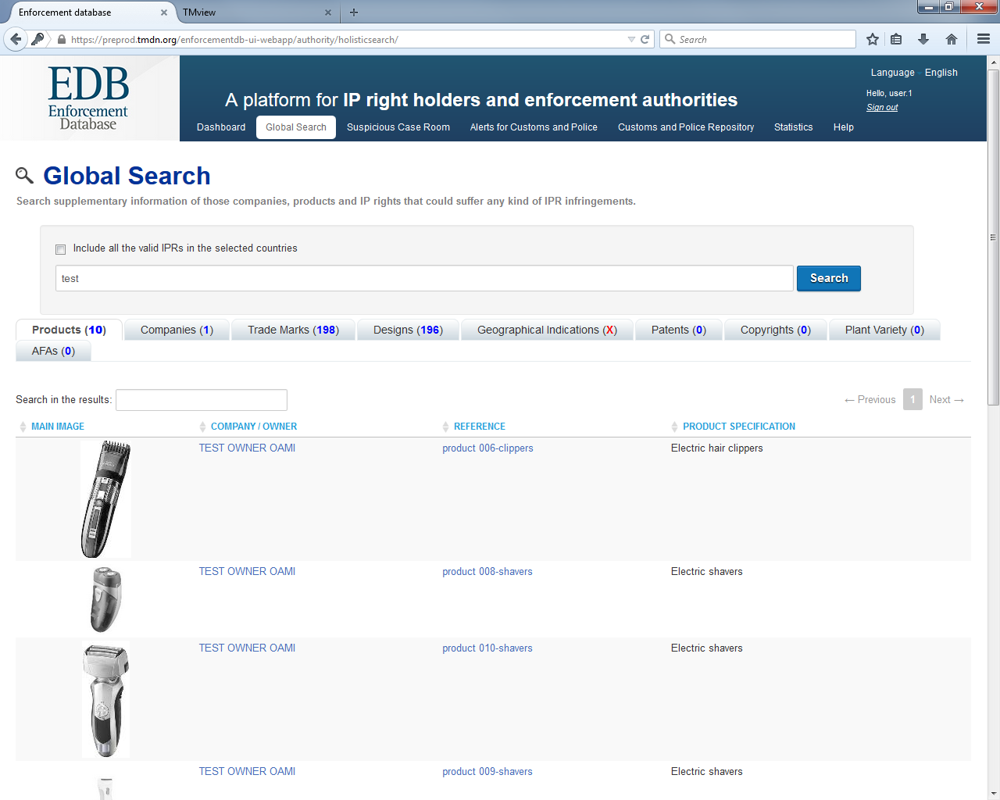 Enforcement database
TMview
https://preprod.tmdn.org/enforcementdb-ui-webapp/authority/holisticsearch/
Search
EDB
Enforcement
Database
A platform for IP right holders and enforcement authorities
Language English
Hello, user.1
Sign out
Dashboard Global Search Suspicious Case Room Alerts for Customs and Police Customs and Police Repository Statistics Help
Global Search
Search supplementary information of those companies, products and IP rights that could suffer any kind of IPR infringements.
Include all the valid IPRs in the selected countries
test
Search
Products (10) Companies (1) Trade Marks (198) Designs (196) Geographical Indications (X) Patents (0) Copyrights (0) Plant Variety (0)
AFAs (0)
Search in the results:
← Previous 1 Next →
MAIN IMAGE COMPANY / OWNER REFERENCE PRODUCT SPECIFICATION
TEST OWNER OAMI product 006-clippers Electric hair clippers
TEST OWNER OAMI product 008-shavers Electric shavers
TEST OWNER OAMI product 010-shavers Electric shavers
TEST OWNER OAMI product 009-shavers Electric shavers